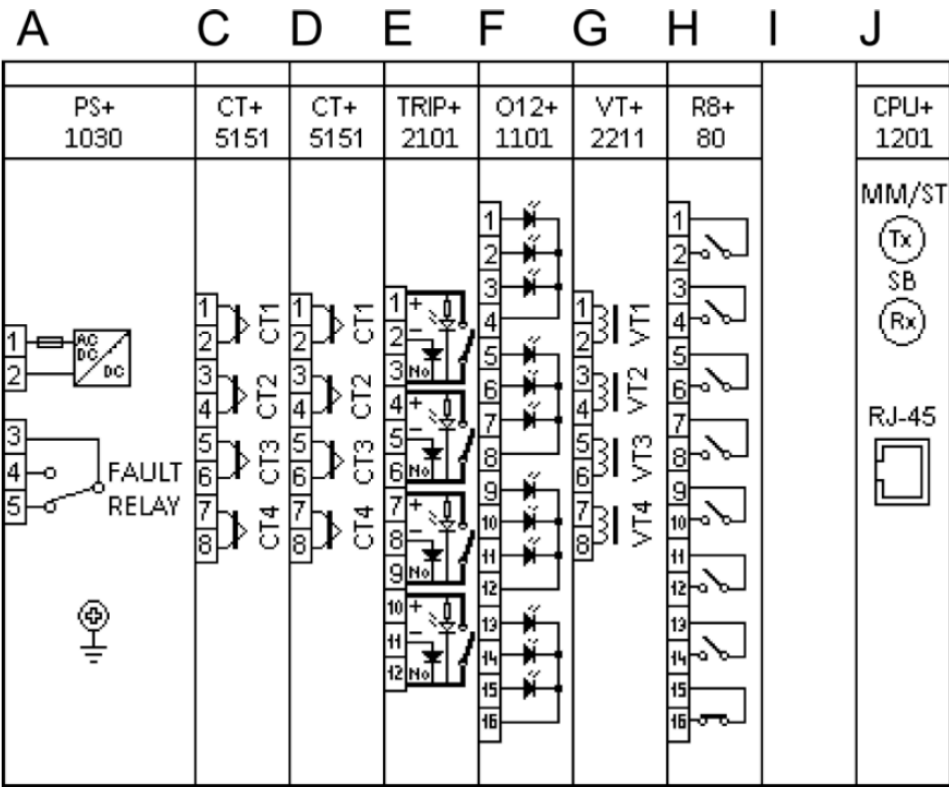 A C D E F G H I J
PS+ CT+ CT+ TRIP+ O12+ VT+ R8+ CPU+
1030 5151 5151 2101 1101 2211 80 1201
1
2
AC
DC
DC
3
4
5
FAULT
RELAY
1
2
CT1
3
4
CT2
5
6
CT3
7
8
CT4
1
2
CT1
3
4
CT2
5
6
CT3
7
8
CT4
1 +
2 -
3 No
4 +
5 -
6 No
7 +
8 -
9 No
10 +
11 -
12 No
1
2
3
4
5
6
7
8
9
10
11
12
13
14
15
16
1
2
VT1
3
4
VT2
5
6
VT3
7
8
VT4
1
2
3
4
5
6
7
8
9
10
11
12
13
14
15
16
MM/ST
Tx
SB
Rx
RJ-45